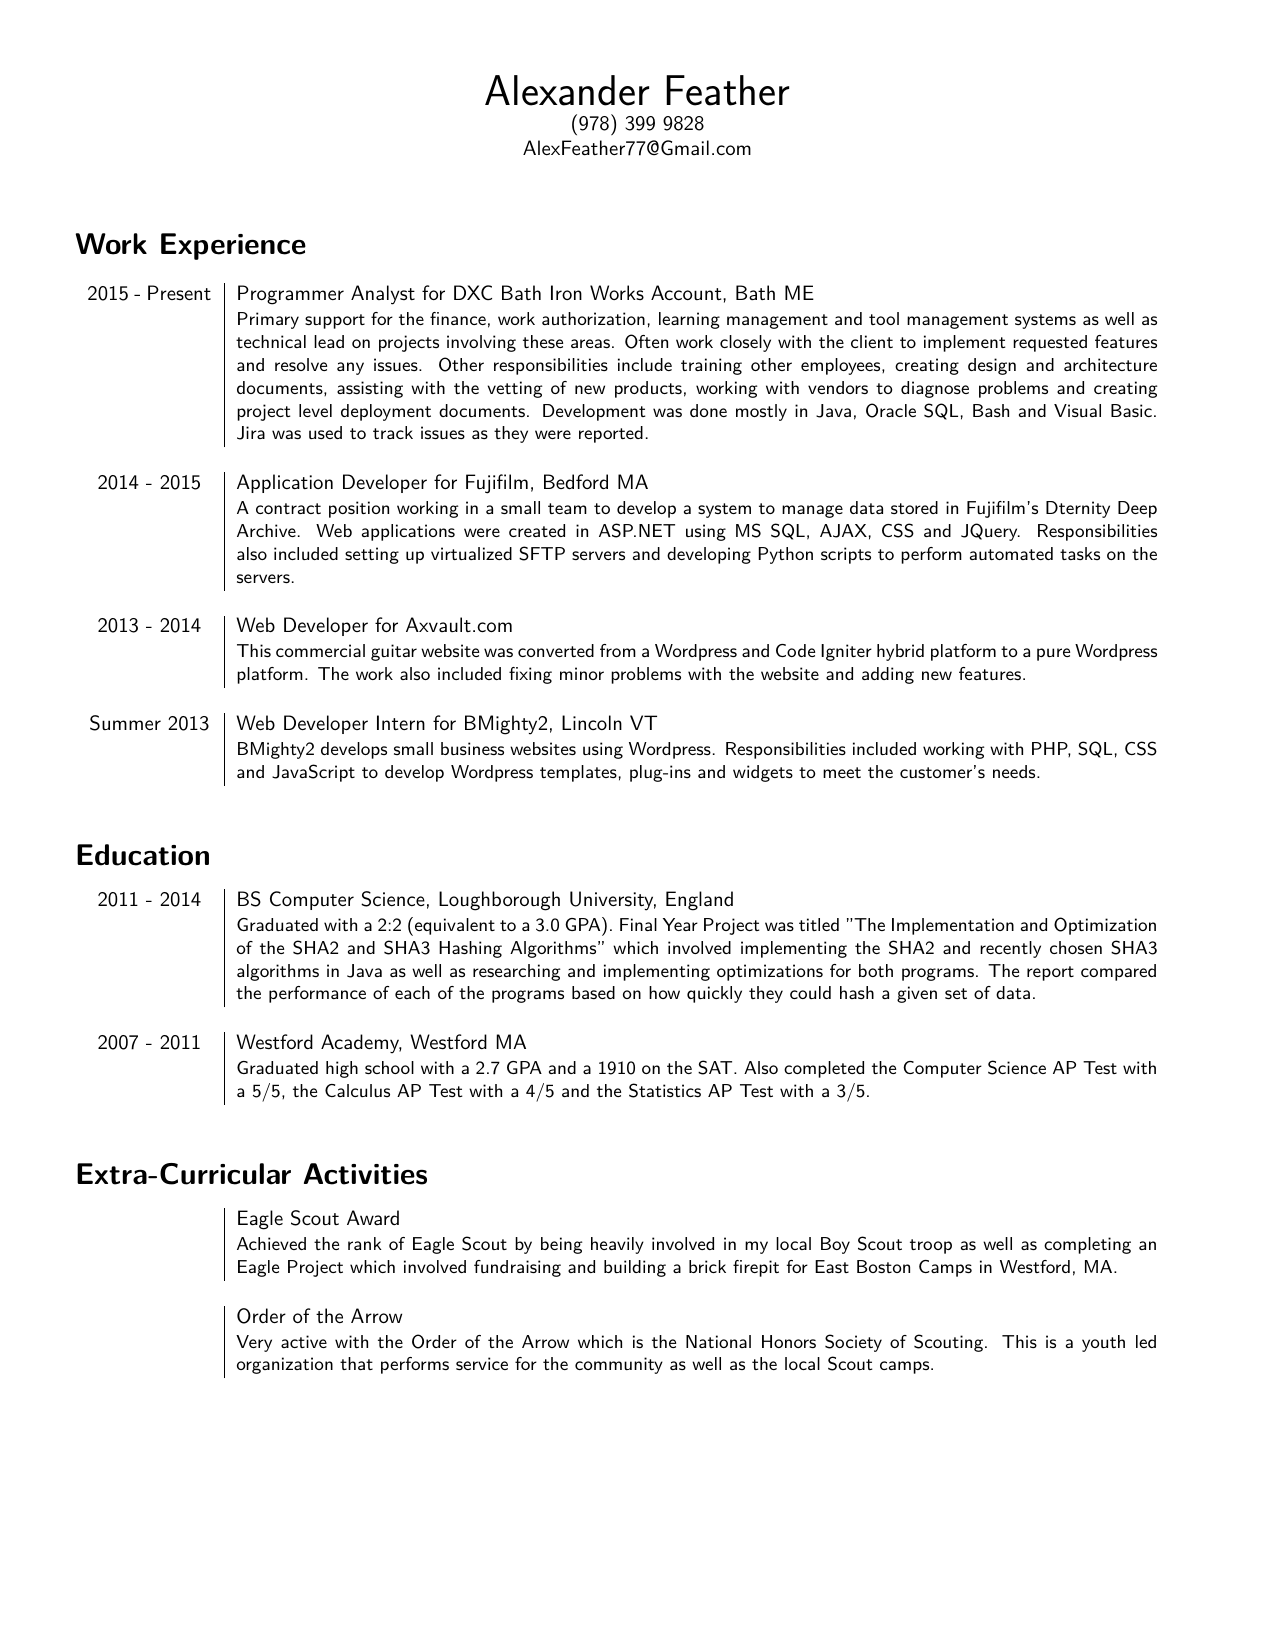 Alexander Feather
(978) 399 9828
AlexFeather77@Gmail.com
Work Experience
2015 - Present
Programmer Analyst for DXC Bath Iron Works Account, Bath ME
Primary support for the finance, work authorization, learning management and tool management systems as well as
technical lead on projects involving these areas. Often work closely with the client to implement requested features
and resolve any issues. Other responsibilities include training other employees, creating design and architecture
documents, assisting with the vetting of new products, working with vendors to diagnose problems and creating
project level deployment documents. Development was done mostly in Java, Oracle SQL, Bash and Visual Basic.
Jira was used to track issues as they were reported.
2014 - 2015
Application Developer for Fujifilm, Bedford MA
A contract position working in a small team to develop a system to manage data stored in Fujifilm's Dternity Deep
Archive. Web applications were created in ASP.NET using MS SQL, AJAX, CSS and JQuery. Responsibilities
also included setting up virtualized SFTP servers and developing Python scripts to perform automated tasks on the
servers.
2013 - 2014
Web Developer for Axvault.com
This commercial guitar website was converted from a Wordpress and Code Igniter hybrid platform to a pure Wordpress
platform. The work also included fixing minor problems with the website and adding new features.
Summer 2013
Web Developer Intern for BMighty2, Lincoln VT
BMighty2 develops small business websites using Wordpress. Responsibilities included working with PHP, SQL, CSS
and JavaScript to develop Wordpress templates, plug-ins and widgets to meet the customer's needs.
Education
2011 - 2014
BS Computer Science, Loughborough University, England
Graduated with a 2:2 (equivalent to a 3.0 GPA). Final Year Project was titled "The Implementation and Optimization
of the SHA2 and SHA3 Hashing Algorithms" which involved implementing the SHA2 and recently chosen SHA3
algorithms in Java as well as researching and implementing optimizations for both programs. The report compared
the performance of each of the programs based on how quickly they could hash a given set of data.
2007 - 2011
Westford Academy, Westford MA
Graduated high school with a 2.7 GPA and a 1910 on the SAT. Also completed the Computer Science AP Test with
a 5/5, the Calculus AP Test with a 4/5 and the Statistics AP Test with a 3/5.
Extra-Curricular Activities
Eagle Scout Award
Achieved the rank of Eagle Scout by being heavily involved in my local Boy Scout troop as well as completing an
Eagle Project which involved fundraising and building a brick firepit for East Boston Camps in Westford, MA.
Order of the Arrow
Very active with the Order of the Arrow which is the National Honors Society of Scouting. This is a youth led
organization that performs service for the community as well as the local Scout camps.